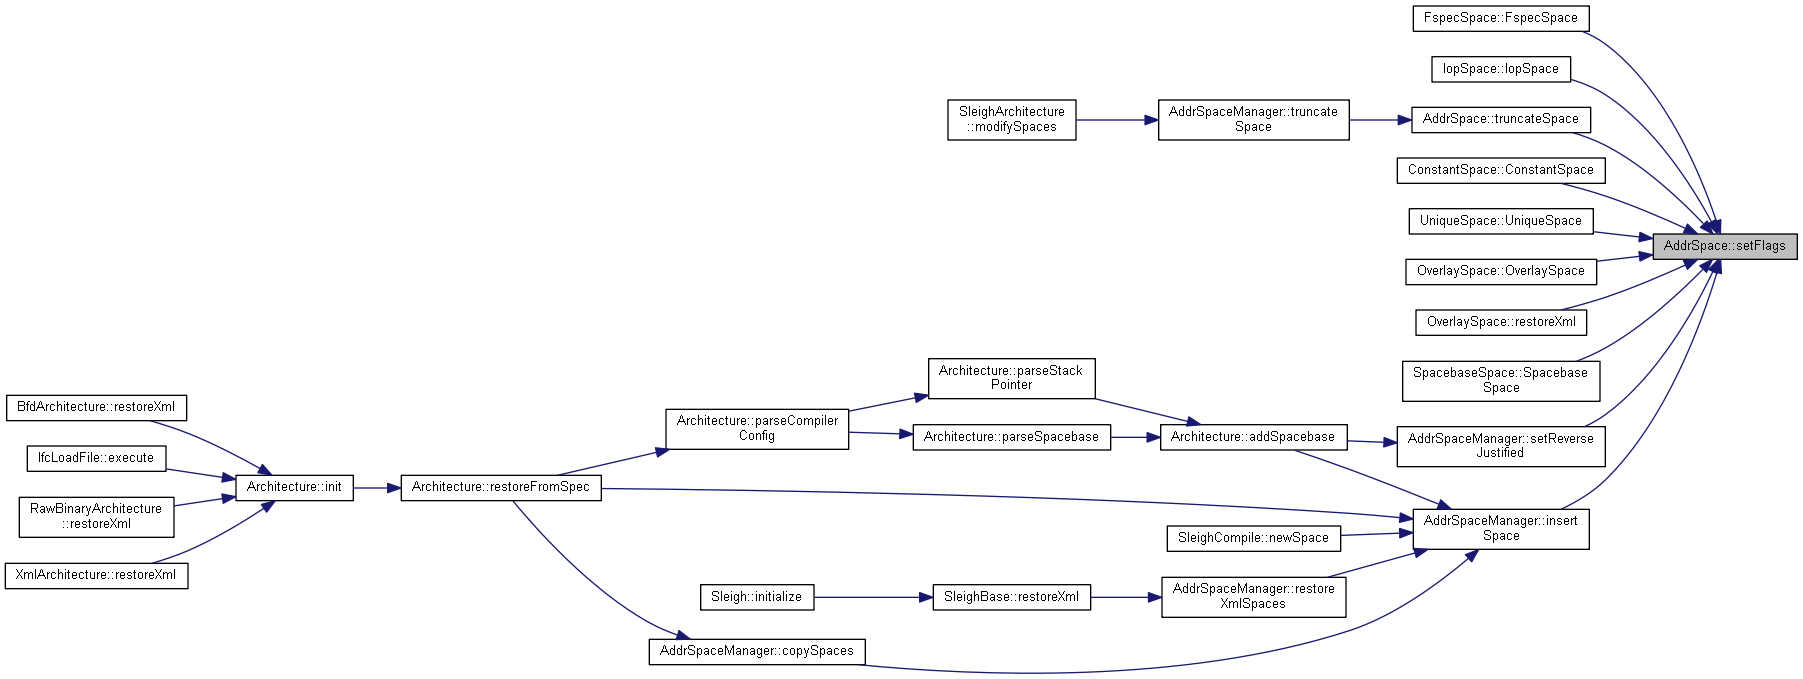 FspecSpace::FspecSpace
IopSpace::IopSpace
SleighArchitecture
::modifySpaces
AddrSpaceManager::truncate
Space
AddrSpace::truncateSpace
ConstantSpace::ConstantSpace
UniqueSpace::UniqueSpace
AddrSpace::setFlags
OverlaySpace::OverlaySpace
OverlaySpace::restoreXml
SpacebaseSpace::Spacebase
Space
Architecture::parseStack
Pointer
BfdArchitecture::restoreXml
Architecture::parseCompiler
Config
Architecture::parseSpacebase
Architecture::addSpacebase
AddrSpaceManager::setReverse
Justified
IfcLoadFile::execute
Architecture::init
Architecture::restoreFromSpec
RawBinaryArchitecture
::restoreXml
AddrSpaceManager::insert
Space
SleighCompile::newSpace
XmlArchitecture::restoreXml
Sleigh::initialize
SleighBase::restoreXml
AddrSpaceManager::restore
XmlSpaces
AddrSpaceManager::copySpaces